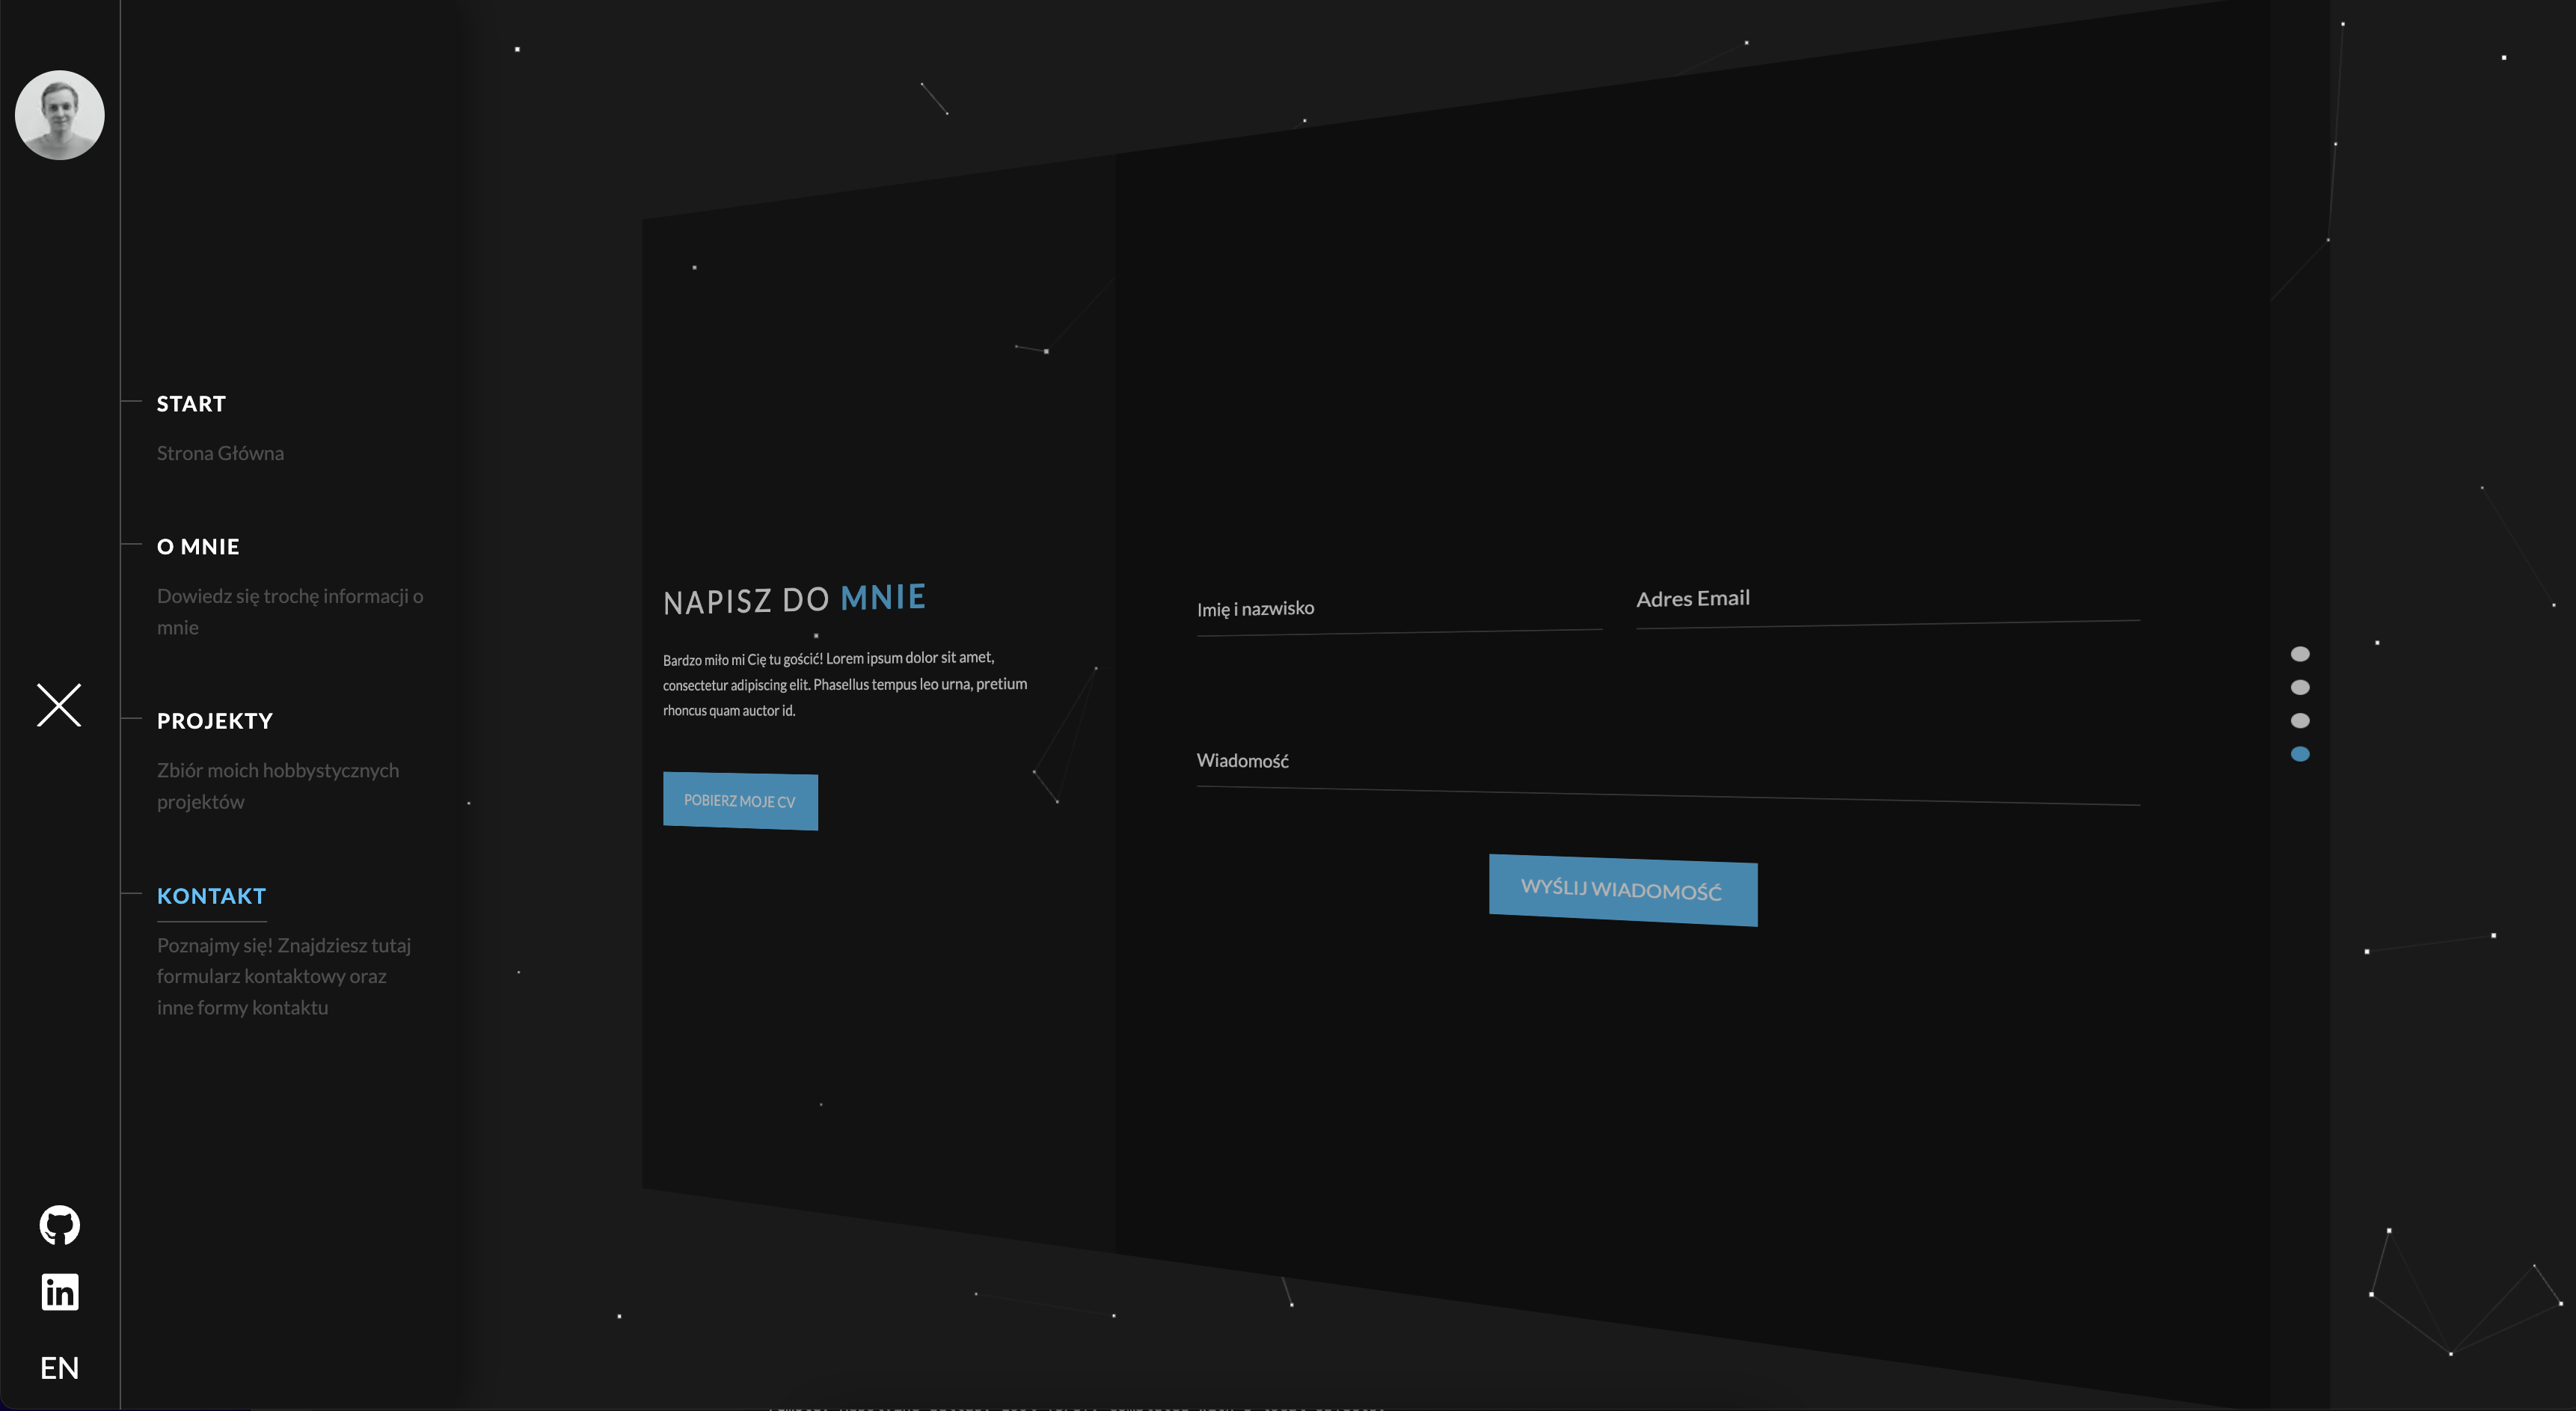 START
Strona Główna
O MNIE
Dowiedz się trochę informacji o
mnie
PROJEKTY
Zbiór moich hobbystycznych
projektów
KONTAKT
Poznajmy się! Znajdziesz tutaj
formularz kontaktowy oraz
inne formy kontaktu
in
EN
NAPISZ DO MNIE
Bardzo miło mi Cię tu gościć! Lorem ipsum dolor sit amet,
consectetur adipiscing elit. Phasellus tempus leo urna, pretium
rhoncus quam auctor id.
POBIERZ MOJE CV
Imię i nazwisko
Adres Email
Wiadomość
WYŚLIJ WIADOMOŚĆ